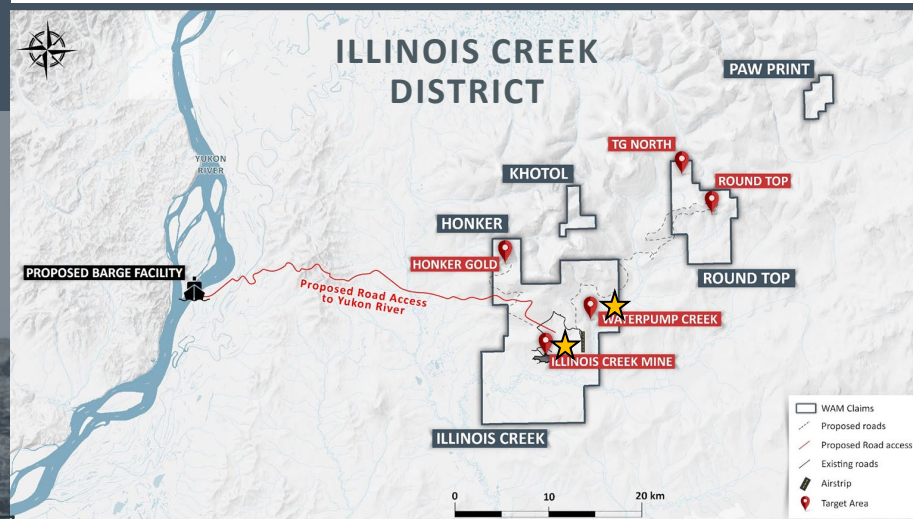 ILLINOIS CREEK
DISTRICT
PAW PRINT
TG NORTH
YUKON
RIVER
KHOTOL
ROUND TOP
HONKER
HONKER GOLD
PROPOSED BARGE FACILITY
ROUND TOP
Proposed Road Access
to Yukon River
WATERPUMP CREEK
ILLINOIS CREEK MINE
ILLINOIS CREEK
WAM Claims
Proposed roads
Proposed Road access
Existing roads
Airstrip
Target Area
0 10 20 km